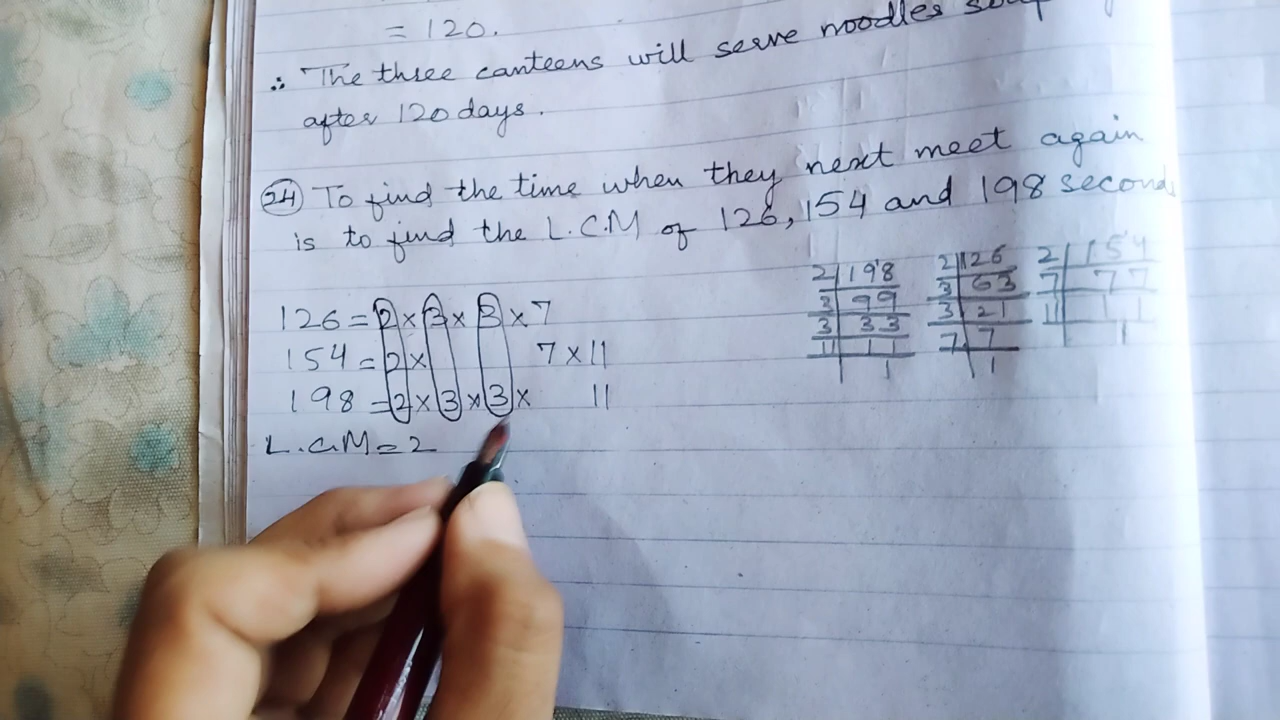 = 120.
∴ The three canteens will serve noodles
after 120 days.
24 To find the time when they next meet again
is to find the L.C.M of 126, 154 and 198 seconds
2 | 198
3 | 99
3 | 33
11 | 11
1
2 | 126
3 | 63
3 | 21
7 | 7
1
2 | 154
7 | 77
11 | 11
1
126 = 2 × 3 × 3 × 7
154 = 2 × 7 × 11
198 = 2 × 3 × 3 × 11
L.C.M = 2